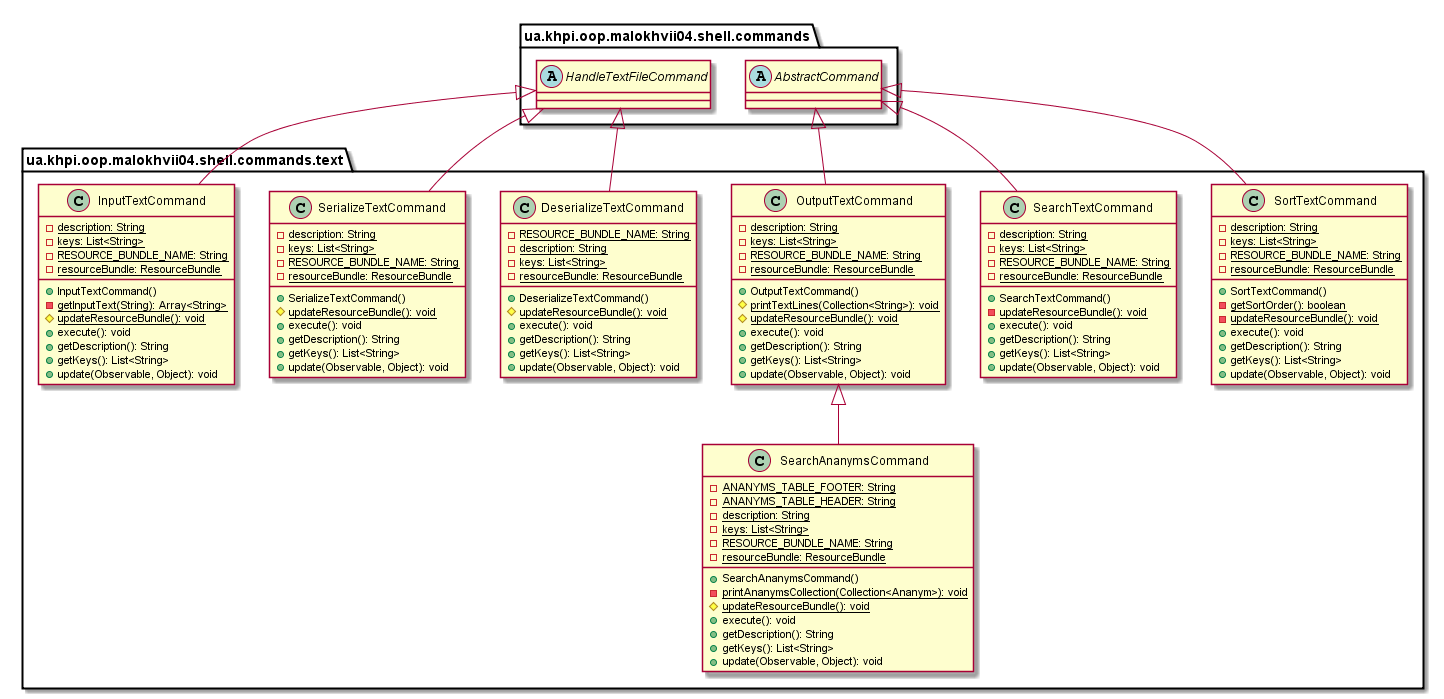 ua.khpi.oop.malokhvii04.shell.commands
A HandleTextFileCommand
A AbstractCommand
ua.khpi.oop.malokhvii04.shell.commands.text
C InputTextCommand
description: String
keys: List<String>
RESOURCE_BUNDLE_NAME: String
resourceBundle: ResourceBundle
InputTextCommand()
getInputText(String): Array<String>
updateResourceBundle(): void
execute(): void
getDescription(): String
getKeys(): List<String>
update(Observable, Object): void
C SerializeTextCommand
description: String
keys: List<String>
RESOURCE_BUNDLE_NAME: String
resourceBundle: ResourceBundle
SerializeTextCommand()
updateResourceBundle(): void
execute(): void
getDescription(): String
getKeys(): List<String>
update(Observable, Object): void
C DeserializeTextCommand
RESOURCE_BUNDLE_NAME: String
description: String
keys: List<String>
resourceBundle: ResourceBundle
DeserializeTextCommand()
updateResourceBundle(): void
execute(): void
getDescription(): String
getKeys(): List<String>
update(Observable, Object): void
C OutputTextCommand
description: String
keys: List<String>
RESOURCE_BUNDLE_NAME: String
resourceBundle: ResourceBundle
OutputTextCommand()
printTextLines(Collection<String>): void
updateResourceBundle(): void
execute(): void
getDescription(): String
getKeys(): List<String>
update(Observable, Object): void
C SearchTextCommand
description: String
keys: List<String>
RESOURCE_BUNDLE_NAME: String
resourceBundle: ResourceBundle
SearchTextCommand()
updateResourceBundle(): void
execute(): void
getDescription(): String
getKeys(): List<String>
update(Observable, Object): void
C SortTextCommand
description: String
keys: List<String>
RESOURCE_BUNDLE_NAME: String
resourceBundle: ResourceBundle
SortTextCommand()
getSortOrder(): boolean
updateResourceBundle(): void
execute(): void
getDescription(): String
getKeys(): List<String>
update(Observable, Object): void
C SearchAnanymsCommand
ANANYMS_TABLE_FOOTER: String
ANANYMS_TABLE_HEADER: String
description: String
keys: List<String>
RESOURCE_BUNDLE_NAME: String
resourceBundle: ResourceBundle
SearchAnanymsCommand()
printAnanymsCollection(Collection<Ananym>): void
updateResourceBundle(): void
execute(): void
getDescription(): String
getKeys(): List<String>
update(Observable, Object): void